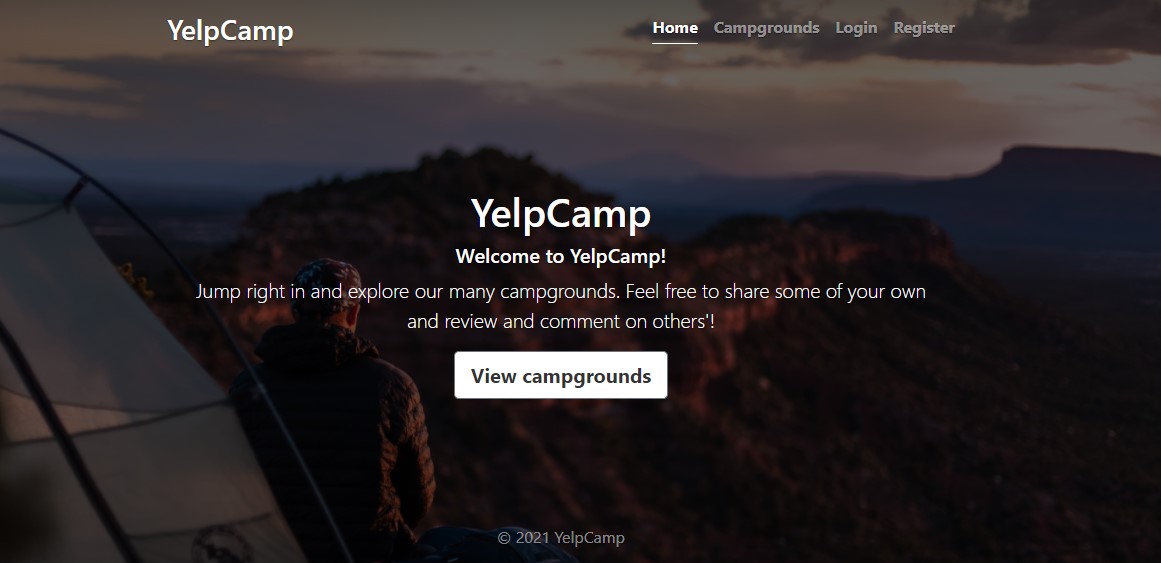 YelpCamp
Home Campgrounds Login Register
YelpCamp
Welcome to YelpCamp!
Jump right in and explore our many campgrounds. Feel free to share some of your own
and review and comment on others'!
View campgrounds
© 2021 YelpCamp